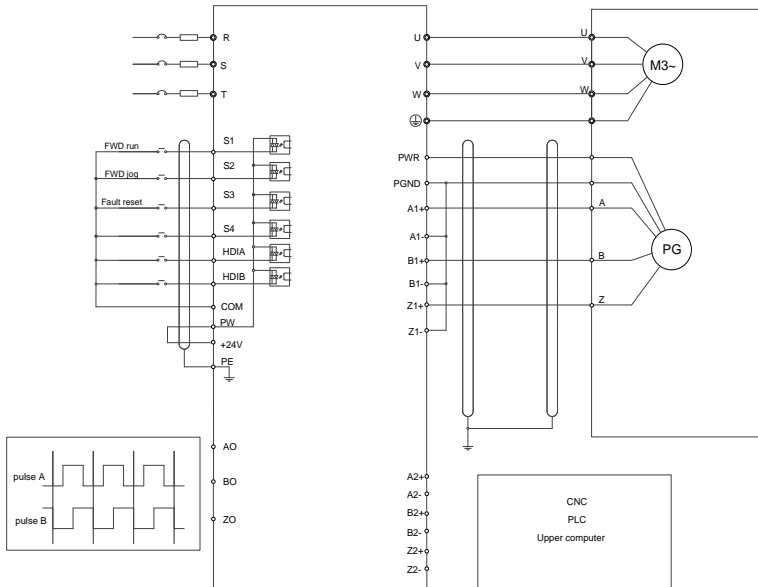 R
S
T
FWD run
FWD jog
Fault reset
S1
S2
S3
S4
HDIA
HDIB
COM
PW
+24V
PE
AO
BO
ZO
pulse A
pulse B
U
V
W
PWR
PGND
A1+
A1-
B1+
B1-
Z1+
Z1-
A2+
A2-
B2+
B2-
Z2+
Z2-
U
V
W
M3~
A
B
Z
PG
CNC
PLC
Upper computer